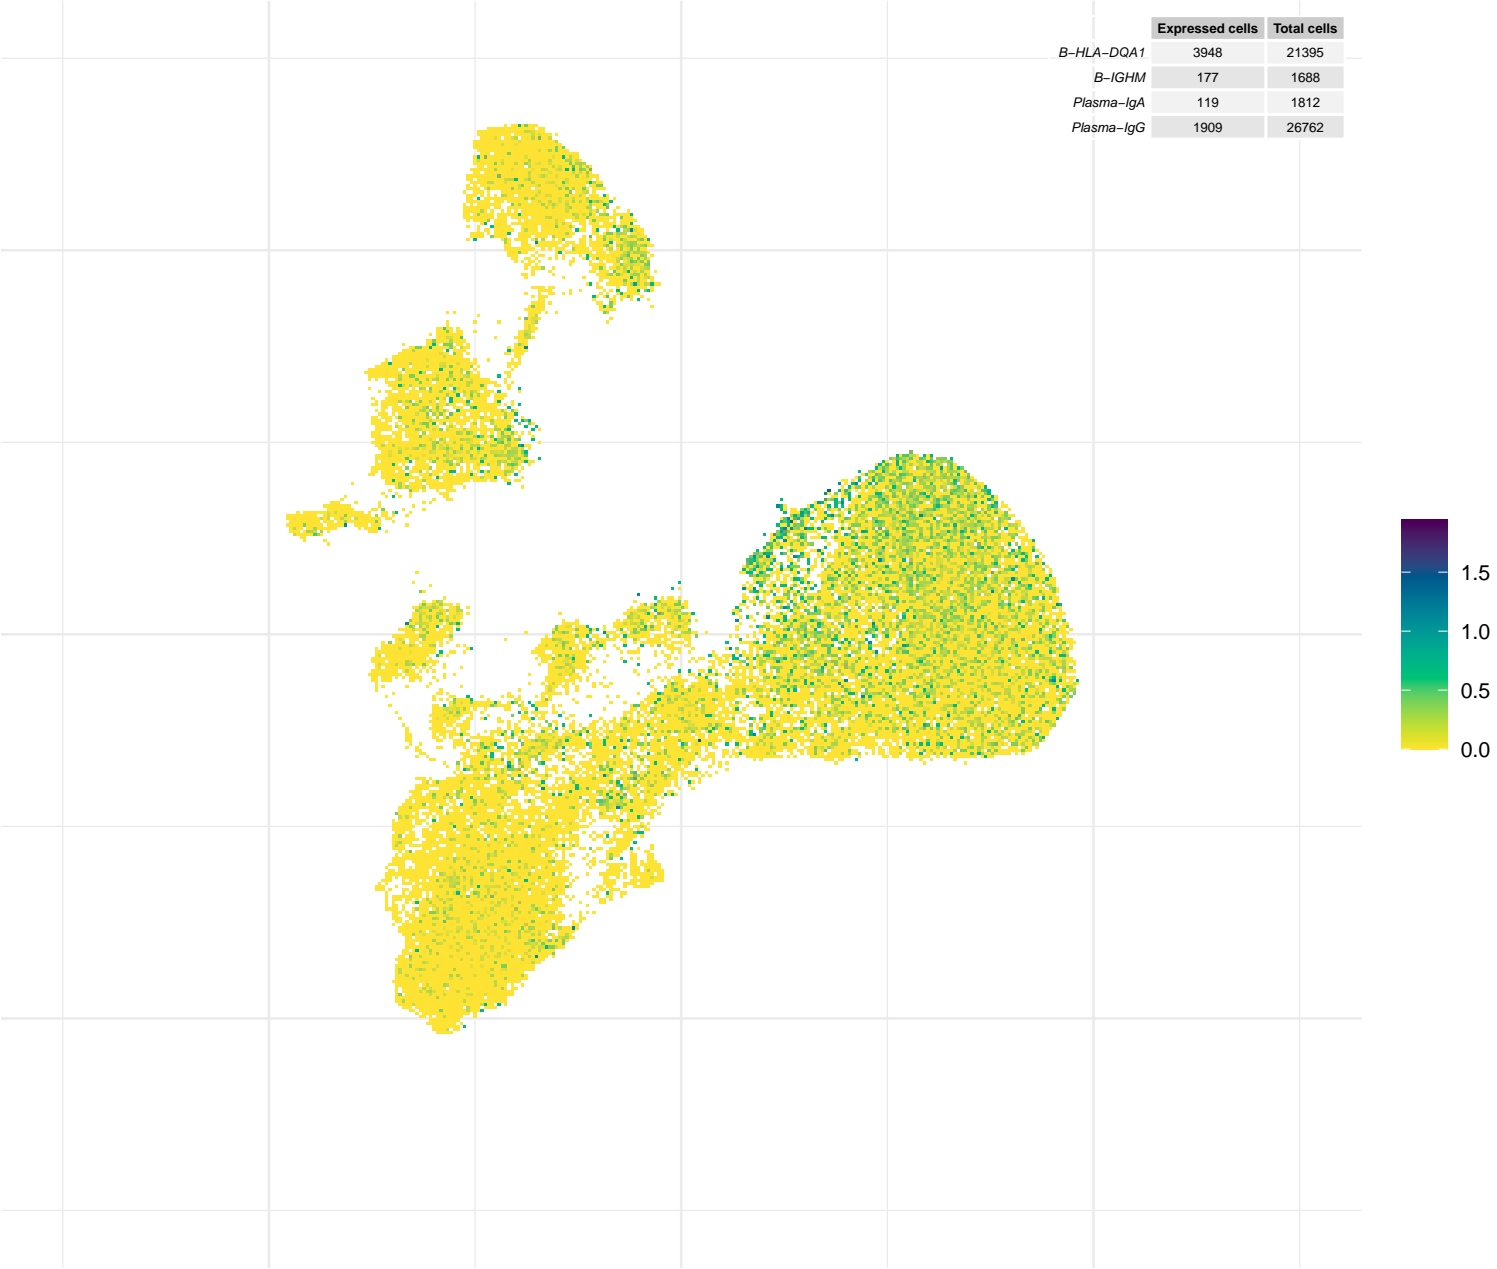 Expressed cells Total cells
B−HLA−DQA1 3948 21395
B−IGHM 177 1688
Plasma−IgA 119 1812
Plasma−IgG 1909 26762
1.5
1.0
0.5
0.0